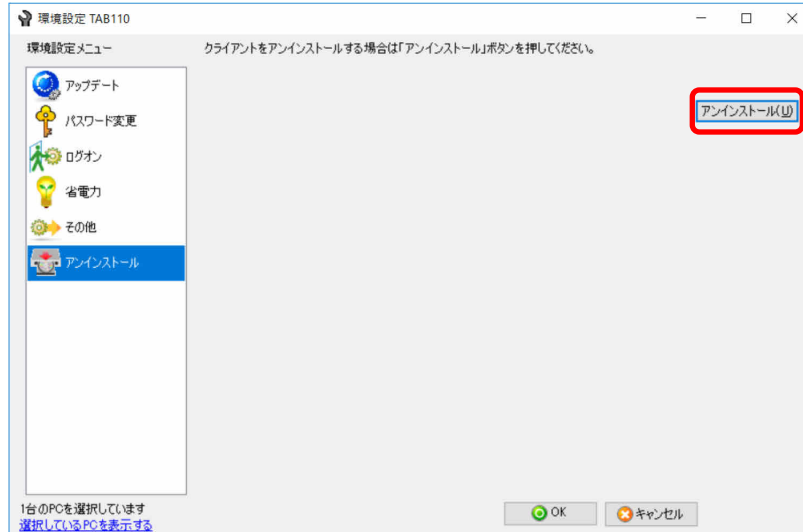 環境設定 TAB110
環境設定メニュー
クライアントをアンインストールする場合は「アンインストール」ボタンを押してください。
アップデート
アンインストール(U)
パスワード変更
ログオン
省電力
その他
アンインストール
1台のPCを選択しています
選択しているPCを表示する
OK
キャンセル